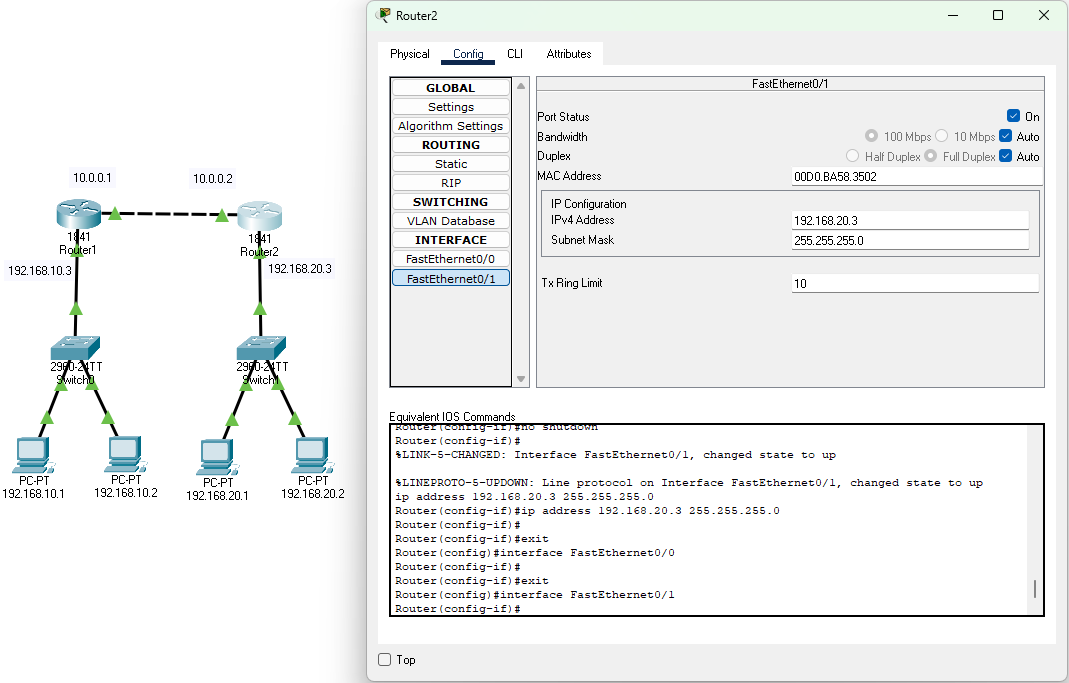 Router2
Physical Config CLI Attributes
GLOBAL
Settings
Algorithm Settings
ROUTING
Static
RIP
SWITCHING
VLAN Database
INTERFACE
FastEthernet0/0
FastEthernet0/1
FastEthernet0/1
Port Status On
Bandwidth 100 Mbps 10 Mbps Auto
Duplex Half Duplex Full Duplex Auto
MAC Address 00D0.BA58.3502
IP Configuration
IPv4 Address 192.168.20.3
Subnet Mask 255.255.255.0
Tx Ring Limit 10
Equivalent IOS Commands
Router(config-if)#no shutdown
Router(config-if)#
%LINK-5-CHANGED: Interface FastEthernet0/1, changed state to up
%LINEPROTO-5-UPDOWN: Line protocol on Interface FastEthernet0/1, changed state to up
ip address 192.168.20.3 255.255.255.0
Router(config-if)#ip address 192.168.20.3 255.255.255.0
Router(config-if)#
Router(config-if)#exit
Router(config)#interface FastEthernet0/0
Router(config-if)#
Router(config-if)#exit
Router(config)#interface FastEthernet0/1
Router(config-if)#
Top
10.0.0.1
10.0.0.2
1841
Router1
1841
Router2
192.168.10.3
192.168.20.3
2960-24TT
Switch0
2960-24TT
Switch1
PC-PT
192.168.10.1
PC-PT
192.168.10.2
PC-PT
192.168.20.1
PC-PT
192.168.20.2